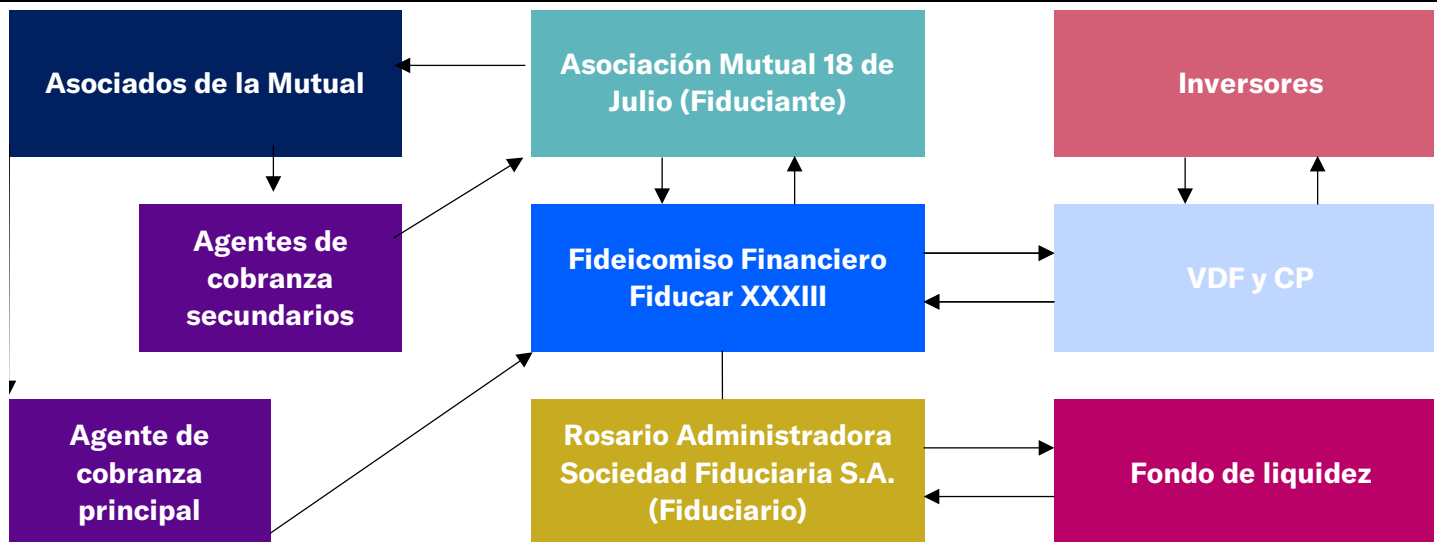 Asociados de la Mutual
Asociación Mutual 18 de
Julio (Fiduciante)
Inversores
Agentes de
cobranza
secundarios
Fideicomiso Financiero
Fiducar XXXIII
VDF y CP
Agente de
cobranza
principal
Rosario Administradora
Sociedad Fiduciaria S.A.
(Fiduciario)
Fondo de liquidez